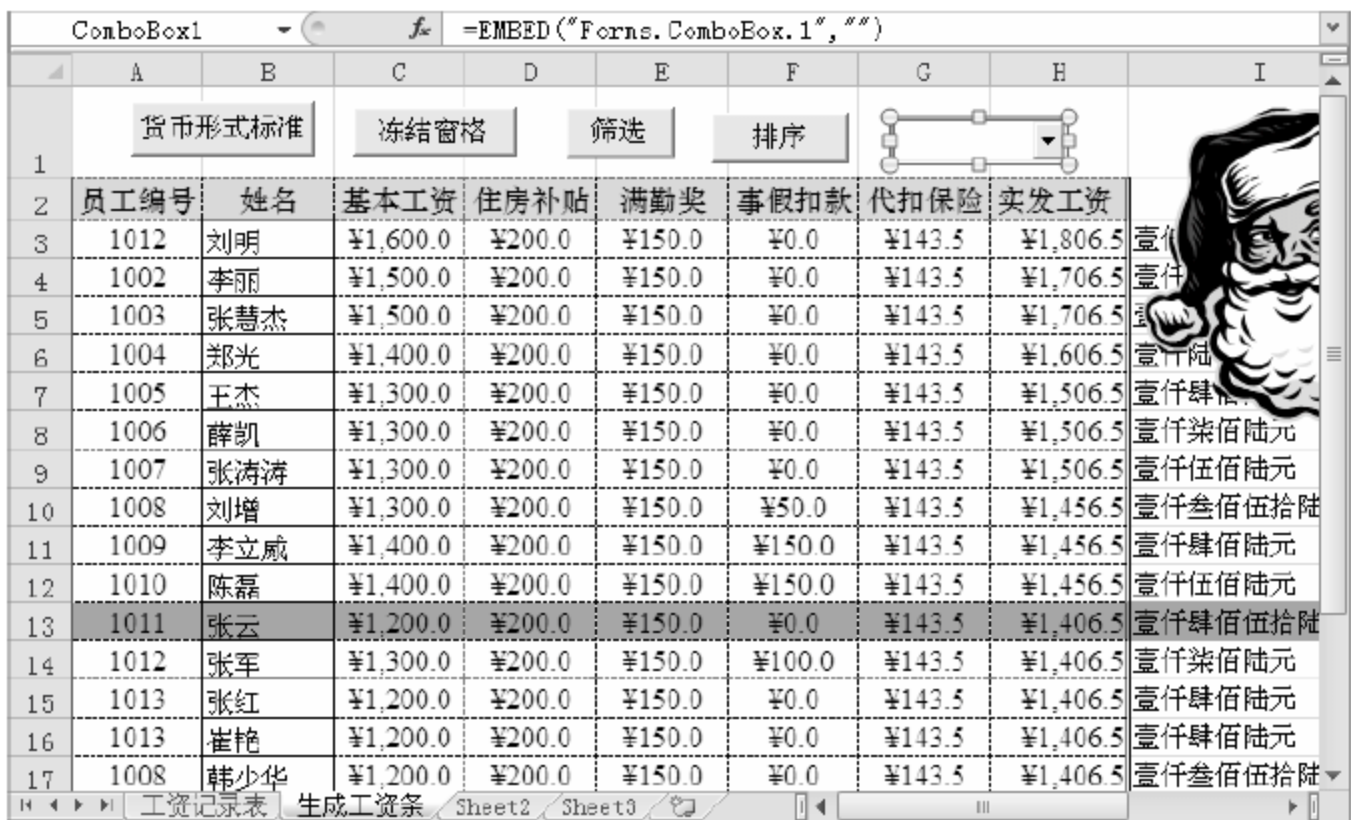 ComboBox1 fx =EMBED("Forms.ComboBox.1","")
A B C D E F G H I
货币形式标准 冻结窗格 筛选 排序
1
2 员工编号 姓名 基本工资 住房补贴 满勤奖 事假扣款 代扣保险 实发工资
3 1012 刘明 ¥1,600.0 ¥200.0 ¥150.0 ¥0.0 ¥143.5 ¥1,806.5 壹
4 1002 李丽 ¥1,500.0 ¥200.0 ¥150.0 ¥0.0 ¥143.5 ¥1,706.5 壹仟
5 1003 张慧杰 ¥1,500.0 ¥200.0 ¥150.0 ¥0.0 ¥143.5 ¥1,706.5
6 1004 郑光 ¥1,400.0 ¥200.0 ¥150.0 ¥0.0 ¥143.5 ¥1,606.5 壹仟陆
7 1005 王杰 ¥1,300.0 ¥200.0 ¥150.0 ¥0.0 ¥143.5 ¥1,506.5 壹仟肆佰
8 1006 薛凯 ¥1,300.0 ¥200.0 ¥150.0 ¥0.0 ¥143.5 ¥1,506.5 壹仟柒佰陆元
9 1007 张涛涛 ¥1,300.0 ¥200.0 ¥150.0 ¥0.0 ¥143.5 ¥1,506.5 壹仟伍佰陆元
10 1008 刘增 ¥1,300.0 ¥200.0 ¥150.0 ¥50.0 ¥143.5 ¥1,456.5 壹仟叁佰伍拾陆
11 1009 李立威 ¥1,400.0 ¥200.0 ¥150.0 ¥150.0 ¥143.5 ¥1,456.5 壹仟肆佰陆元
12 1010 陈磊 ¥1,400.0 ¥200.0 ¥150.0 ¥150.0 ¥143.5 ¥1,456.5 壹仟伍佰陆元
13 1011 张云 ¥1,200.0 ¥200.0 ¥150.0 ¥0.0 ¥143.5 ¥1,406.5 壹仟肆佰伍拾陆
14 1012 张军 ¥1,300.0 ¥200.0 ¥150.0 ¥100.0 ¥143.5 ¥1,406.5 壹仟柒佰陆元
15 1013 张红 ¥1,200.0 ¥200.0 ¥150.0 ¥0.0 ¥143.5 ¥1,406.5 壹仟肆佰陆元
16 1013 崔艳 ¥1,200.0 ¥200.0 ¥150.0 ¥0.0 ¥143.5 ¥1,406.5 壹仟肆佰陆元
17 1008 韩少华 ¥1,200.0 ¥200.0 ¥150.0 ¥0.0 ¥143.5 ¥1,406.5 壹仟叁佰伍拾陆
工资记录表 生成工资条 Sheet2 Sheet3